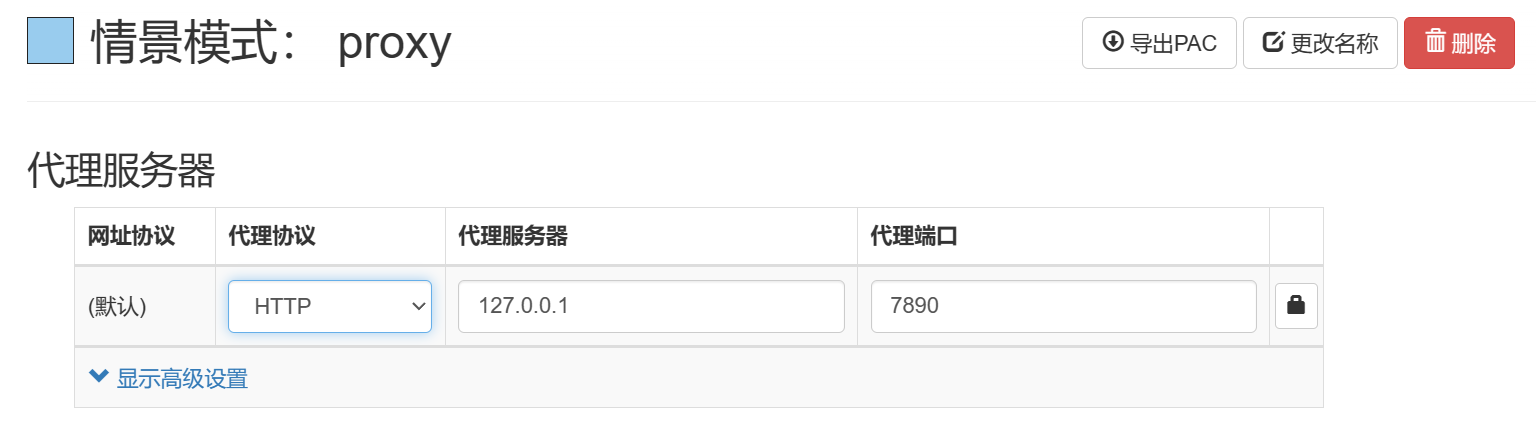 情景模式： proxy
导出PAC 更改名称 删除
代理服务器
网址协议 代理协议 代理服务器 代理端口
(默认) HTTP 127.0.0.1 7890
显示高级设置